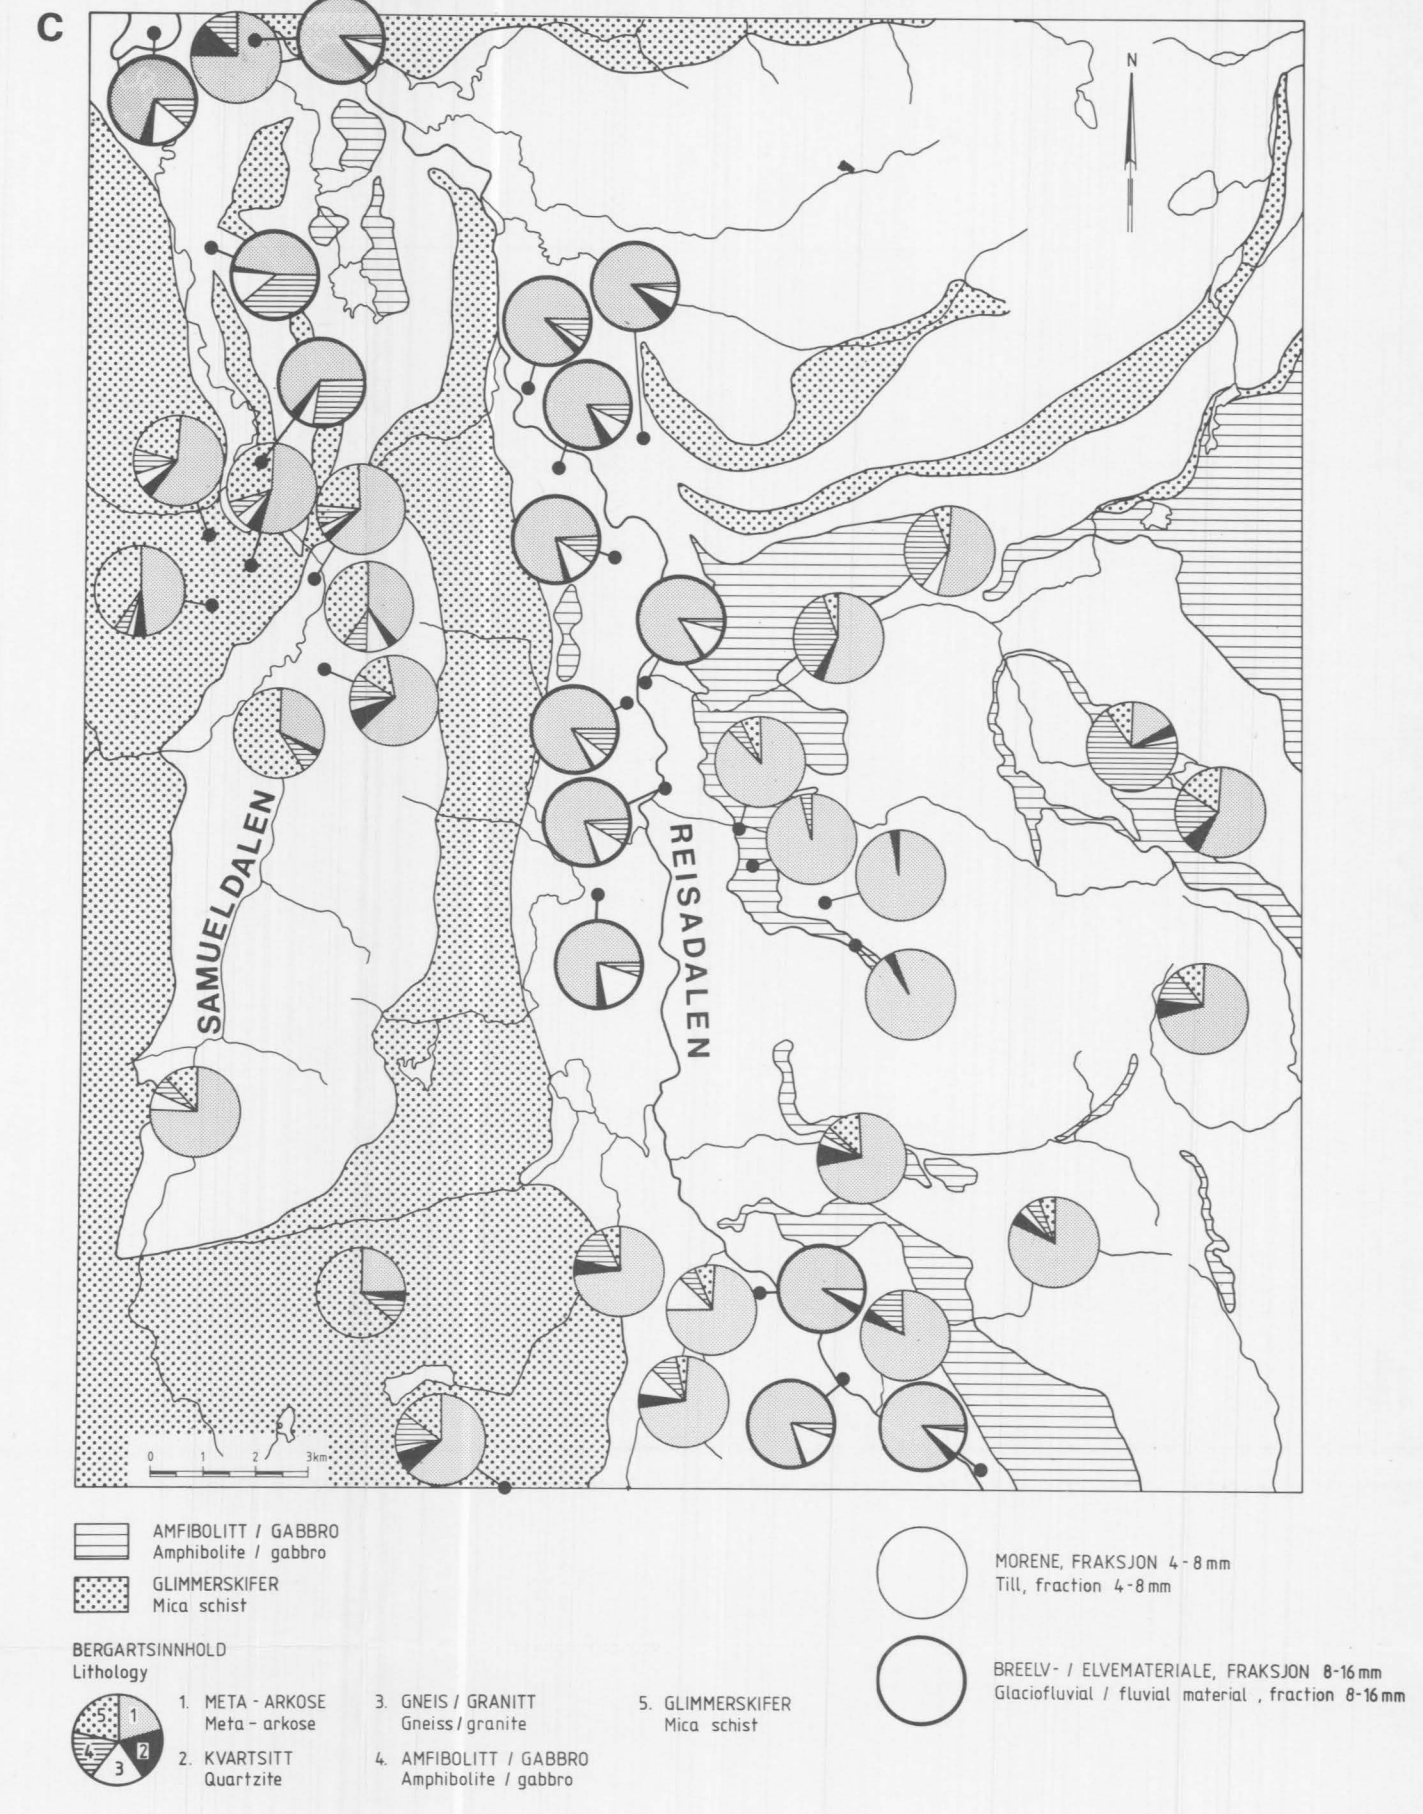 C
N
SAMUELDALEN
REISADALEN
0 1 2 3km
AMFIBOLITT / GABBRO
Amphibolite / gabbro
GLIMMERSKIFER
Mica schist
BERGARTSINNHOLD
Lithology
1 2 3 4 5
1. META - ARKOSE
Meta - arkose
2. KVARTSITT
Quartzite
3. GNEIS / GRANITT
Gneiss / granite
4. AMFIBOLITT / GABBRO
Amphibolite / gabbro
5. GLIMMERSKIFER
Mica schist
MORENE, FRAKSJON 4-8 mm
Till, fraction 4-8 mm
BREELV- / ELVEMATERIALE, FRAKSJON 8-16 mm
Glaciofluvial / fluvial material , fraction 8-16 mm